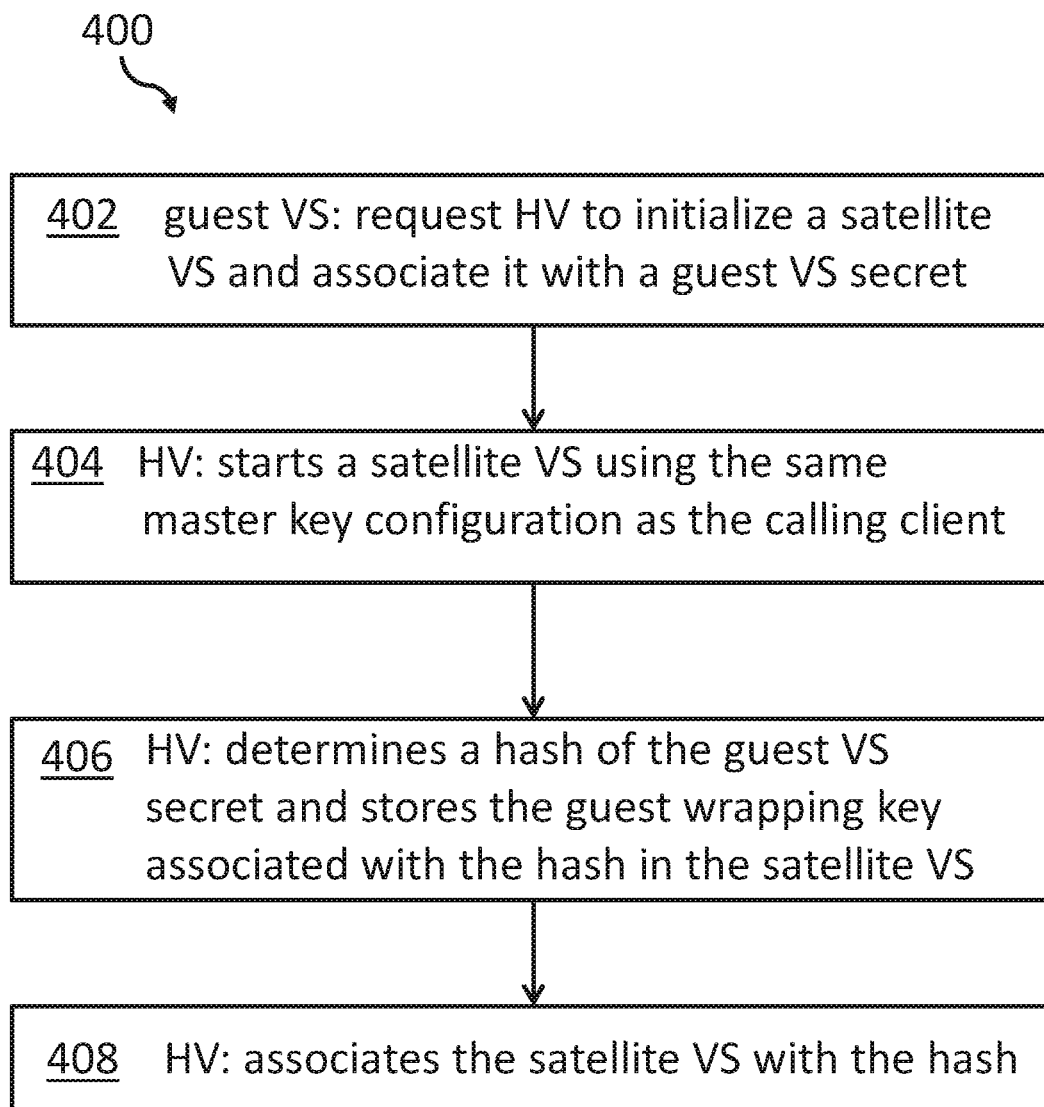 400
402 guest VS: request HV to initialize a satellite
VS and associate it with a guest VS secret
404 HV: starts a satellite VS using the same
master key configuration as the calling client
406 HV: determines a hash of the guest VS
secret and stores the guest wrapping key
associated with the hash in the satellite VS
408 HV: associates the satellite VS with the hash